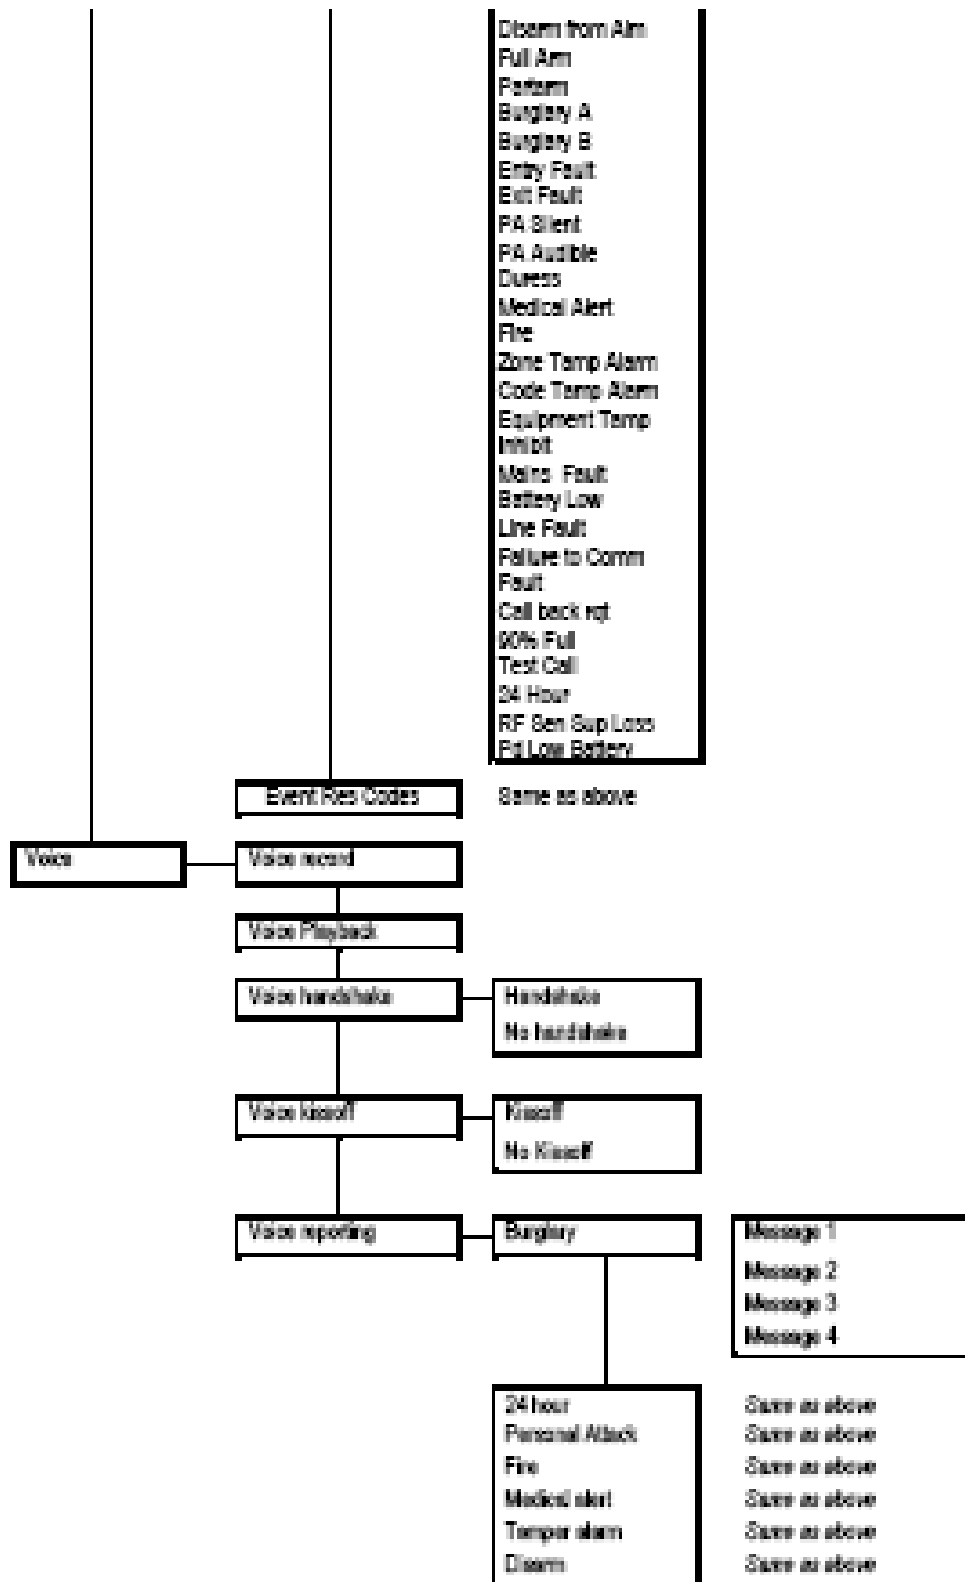 Disarm from Alm
Full Arm
Partarm
Burglary A
Burglary B
Entry Fault
Exit Fault
PA Silent
PA Audible
Duress
Medical Alert
Fire
Zone Tamp Alarm
Code Tamp Alarm
Equipment Tamp
Inhibit
Mains Fault
Battery Low
Line Fault
Failure to Comm
Fault
Call back rqt
90% Full
Test Call
24 Hour
RF Sen Sup Loss
Pd Low Battery
Event Res Codes Same as above
Voice Voice record
Voice Playback
Voice handshake Handshake
No handshake
Voice kissoff Kissoff
No Kissoff
Voice reporting Burglary Message 1
Message 2
Message 3
Message 4
24 hour Same as above
Personal Attack Same as above
Fire Same as above
Medical alert Same as above
Tamper alarm Same as above
Disarm Same as above